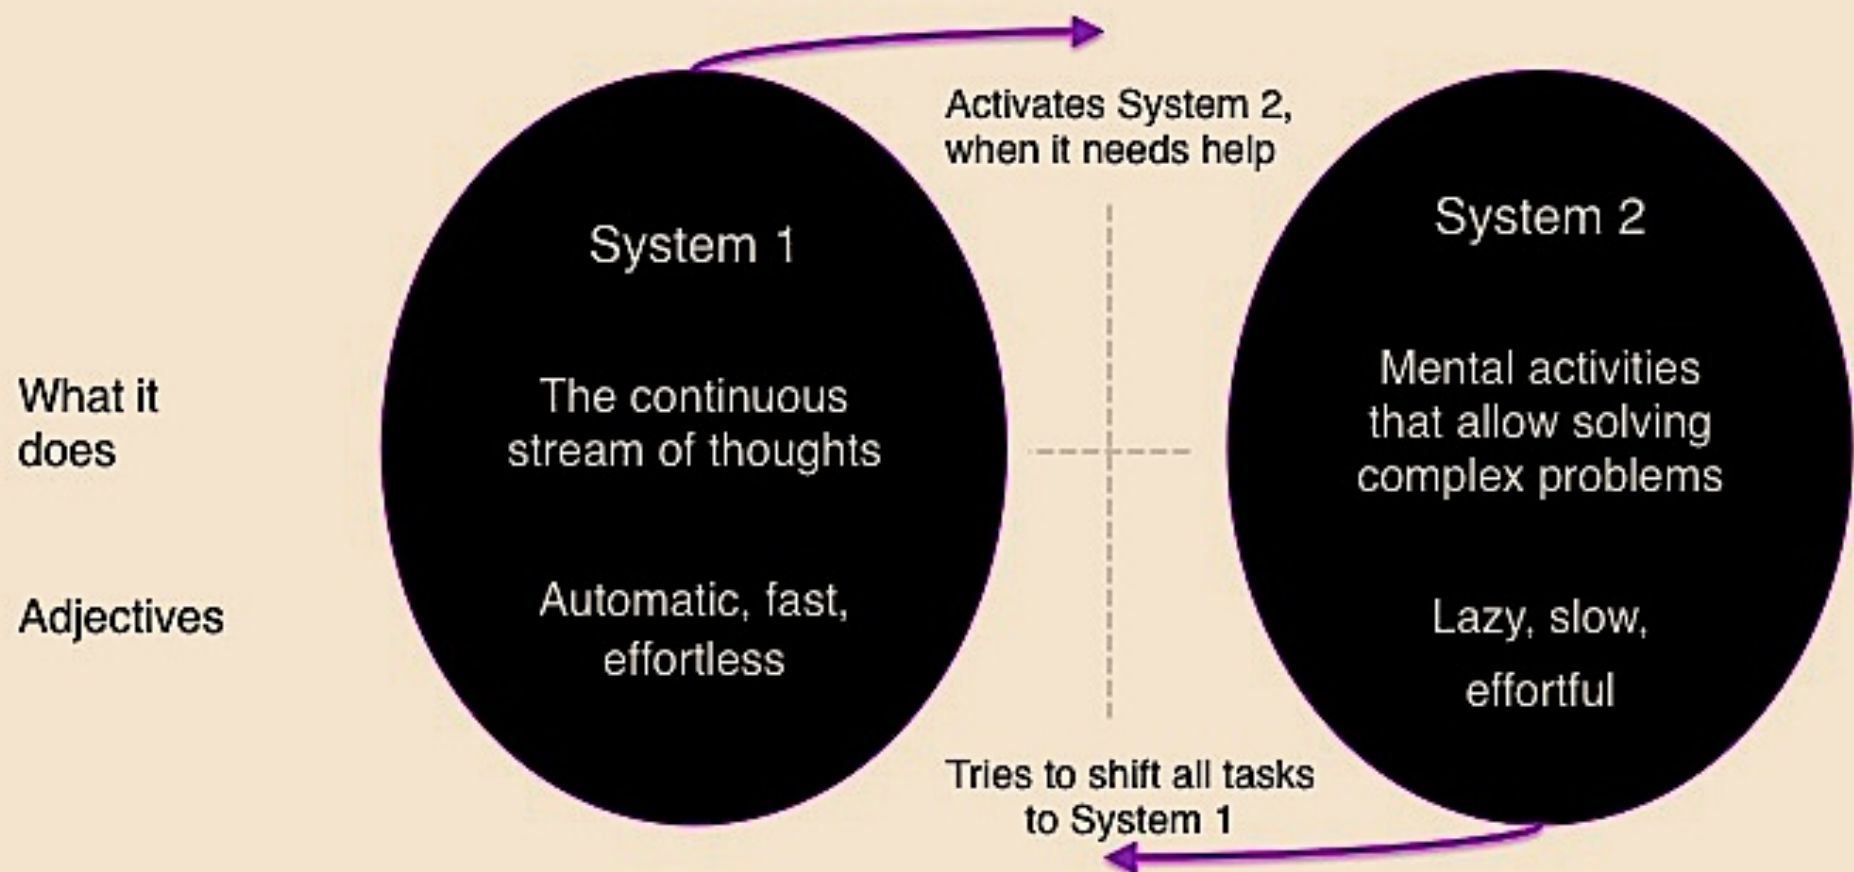 Activates System 2,
when it needs help
System 1
System 2
What it
does
The continuous
stream of thoughts
Mental activities
that allow solving
complex problems
Adjectives
Automatic, fast,
effortless
Lazy, slow,
effortful
Tries to shift all tasks
to System 1